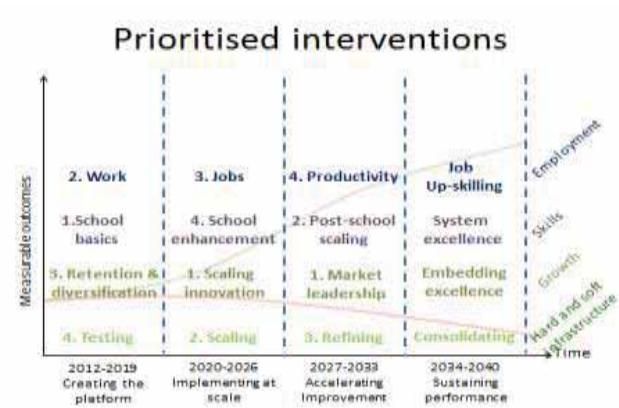 Prioritised interventions
Measurable outcomes
2. Work
3. Jobs
4. Productivity
Job
Up-skilling
Employment
1.School
basics
4. School
enhancement
2. Post-school
scaling
System
excellence
Skills
3. Retention &
diversification
1. Scaling
innovation
1. Market
leadership
Embedding
excellence
Growth
4. Testing
2. Scaling
3. Refining
Consolidating
Hard and soft
infrastructure
Time
2012-2019
Creating the
platform
2020-2026
Implementing at
scale
2027-2033
Accelerating
Improvement
2034-2040
Sustaining
performance